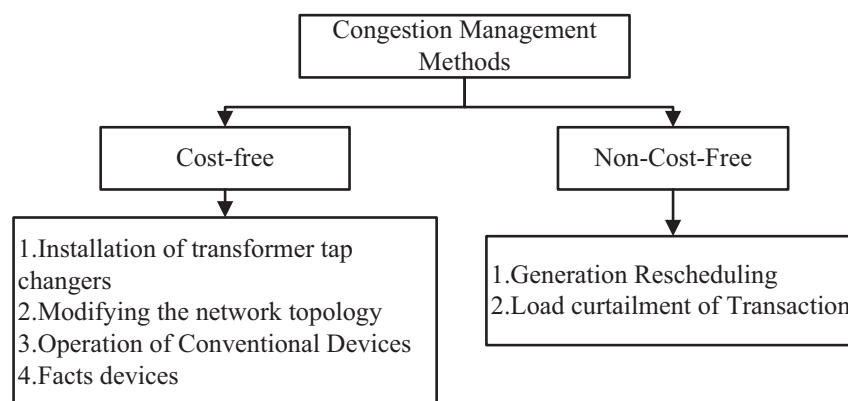 Congestion Management
Methods
Cost-free
Non-Cost-Free
1.Installation of transformer tap
changers
2.Modifying the network topology
3.Operation of Conventional Devices
4.Facts devices
1.Generation Rescheduling
2.Load curtailment of Transaction